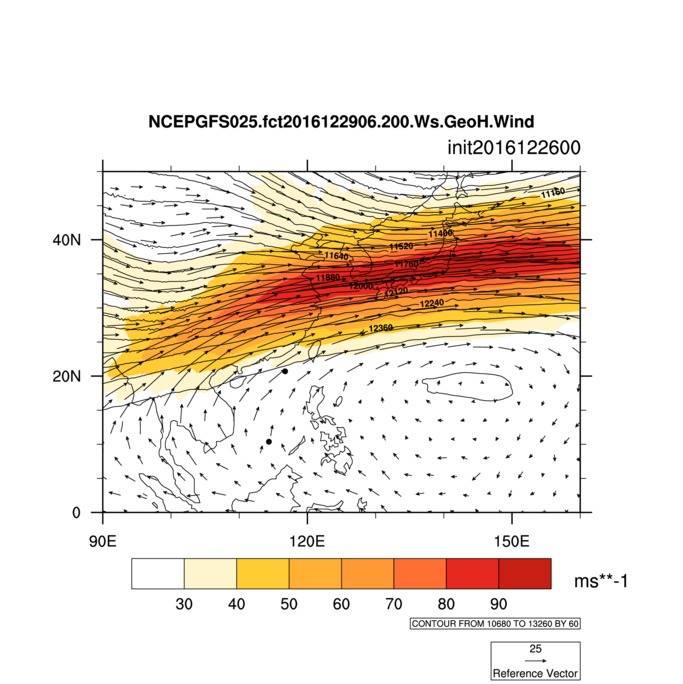 NCEPGFS025.fct2016122906.200.Ws.GeoH.Wind
init2016122600
11160
40N
11400
11520
11640
11760
11880
12000
12120
12240
12360
20N
0
90E 120E 150E
ms**-1
30 40 50 60 70 80 90
CONTOUR FROM 10680 TO 13260 BY 60
25
Reference Vector